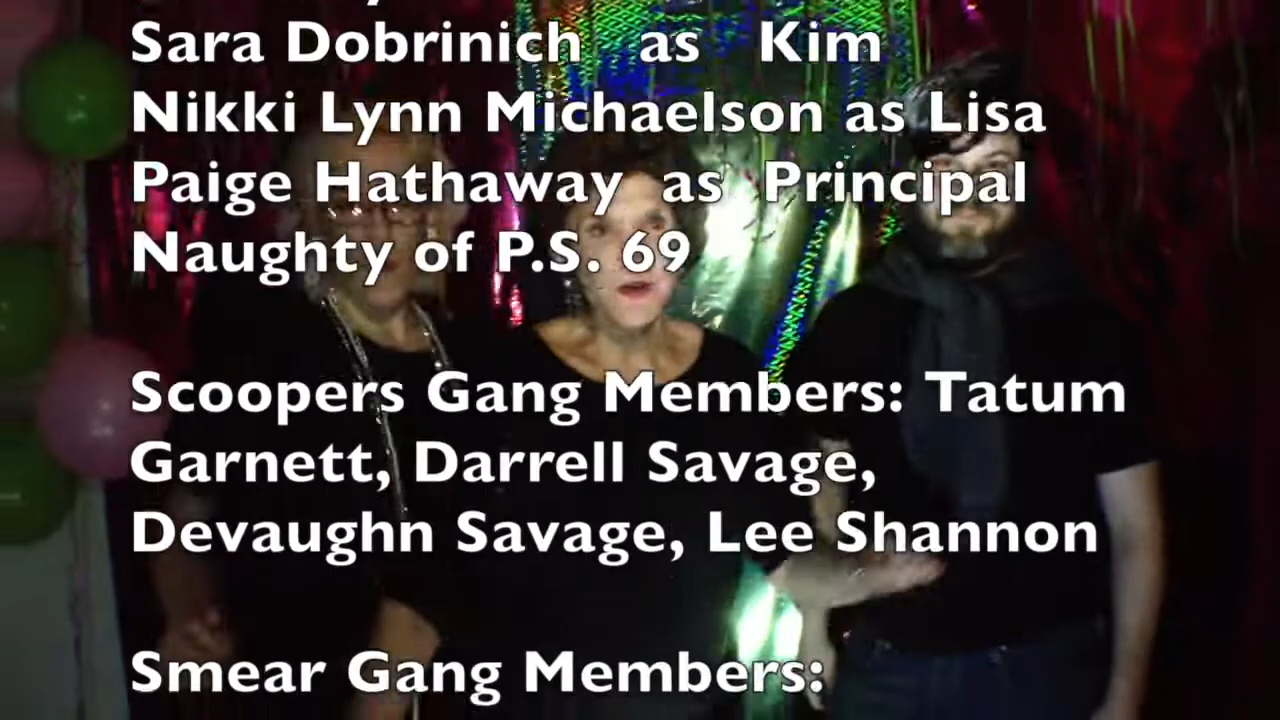 Sara Dobrinich as Kim
Nikki Lynn Michaelson as Lisa
Paige Hathaway as Principal
Naughty of P.S. 69
Scoopers Gang Members: Tatum
Garnett, Darrell Savage,
Devaughn Savage, Lee Shannon
Smear Gang Members: